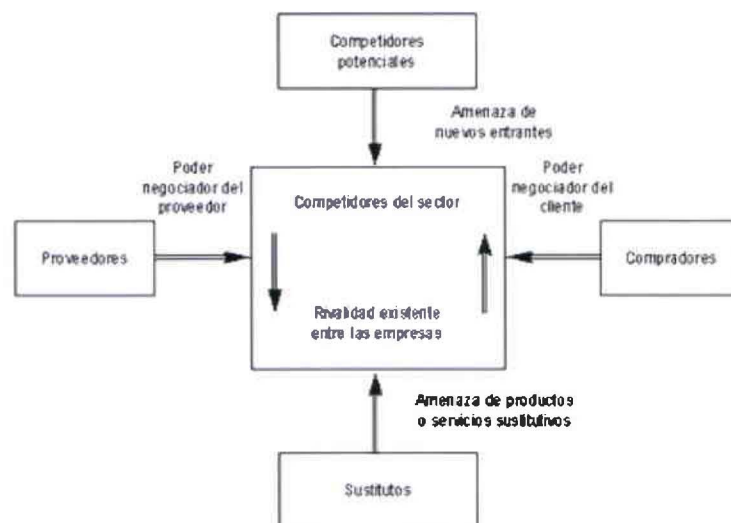 Competidores
potenciales
Amenaza de
nuevos entrantes
Poder
negociador del
proveedor
Poder
negociador del
cliente
Competidores del sector
Proveedores
Compradores
Rivalidad existente
entre las empresas
Amenaza de productos
o servicios sustitutivos
Sustitutos